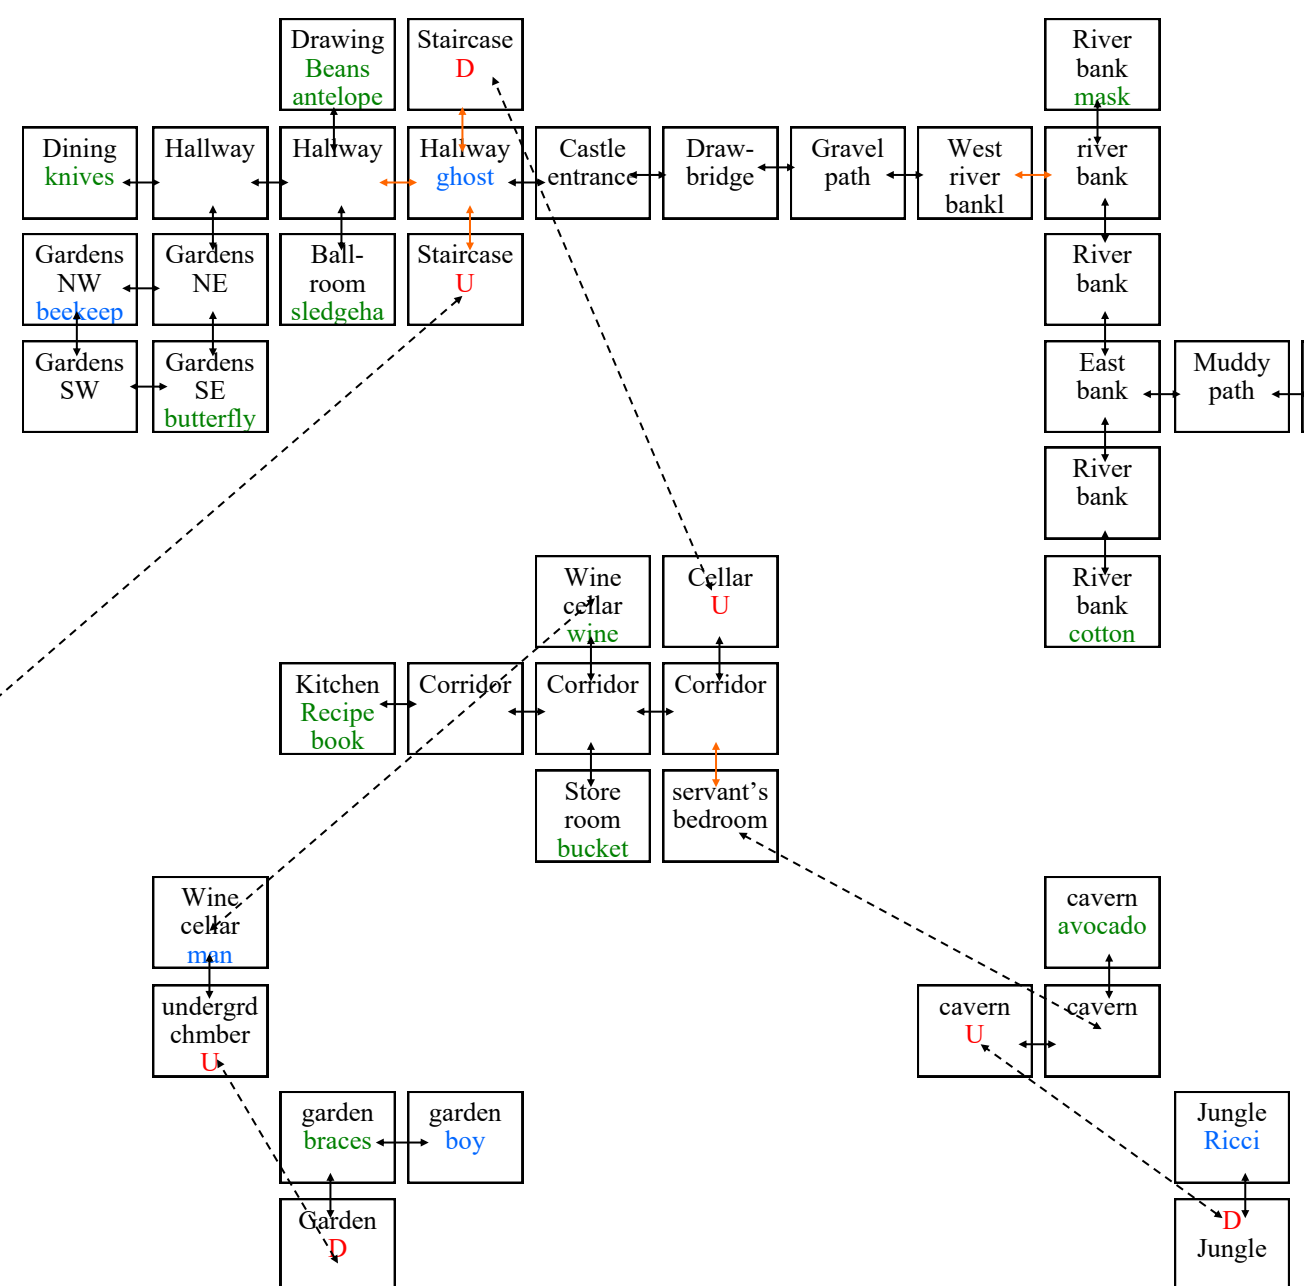 Drawing
Beans
antelope
Staircase
D
River
bank
mask
Dining
knives
Hallway
Hallway
Hallway
ghost
Castle
entrance
Draw-
bridge
Gravel
path
West
river
bankl
river
bank
Gardens
NW
beekeep
Gardens
NE
Ball-
room
sledgeha
Staircase
U
River
bank
Gardens
SW
Gardens
SE
butterfly
East
bank
Muddy
path
River
bank
Wine
cellar
wine
Cellar
U
River
bank
cotton
Kitchen
Recipe
book
Corridor
Corridor
Corridor
Store
room
bucket
servant's
bedroom
Wine
cellar
man
cavern
avocado
undergrd
chmber
U
cavern
U
cavern
garden
braces
garden
boy
Jungle
Ricci
Garden
D
D
Jungle